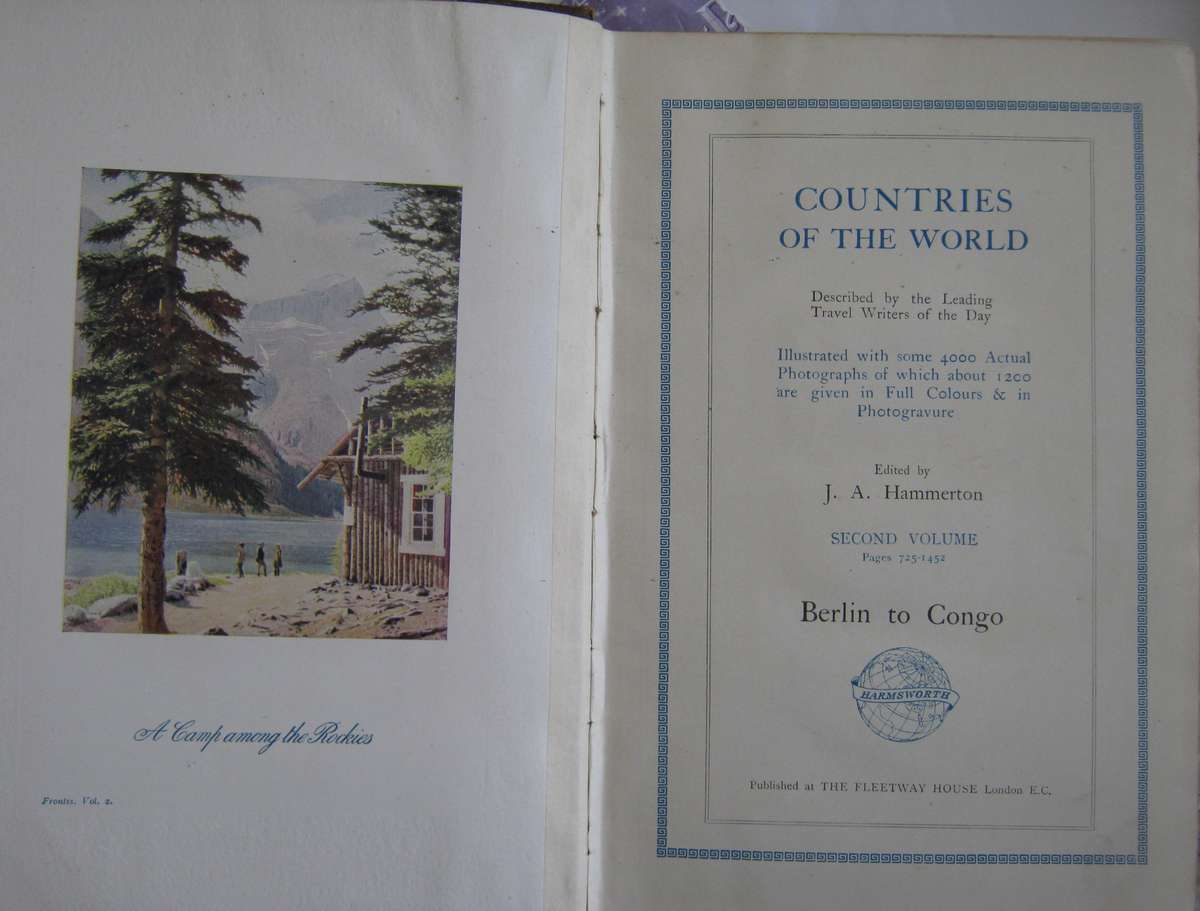 A Camp among the Rockies
Frontis. Vol. 2.
COUNTRIES
OF THE WORLD
Described by the Leading
Travel Writers of the Day
Illustrated with some 4000 Actual
Photographs of which about 1200
are given in Full Colours & in
Photogravure
Edited by
J. A. Hammerton
SECOND VOLUME
Pages 725-1452
Berlin to Congo
HARMSWORTH
Published at THE FLEETWAY HOUSE London E.C.